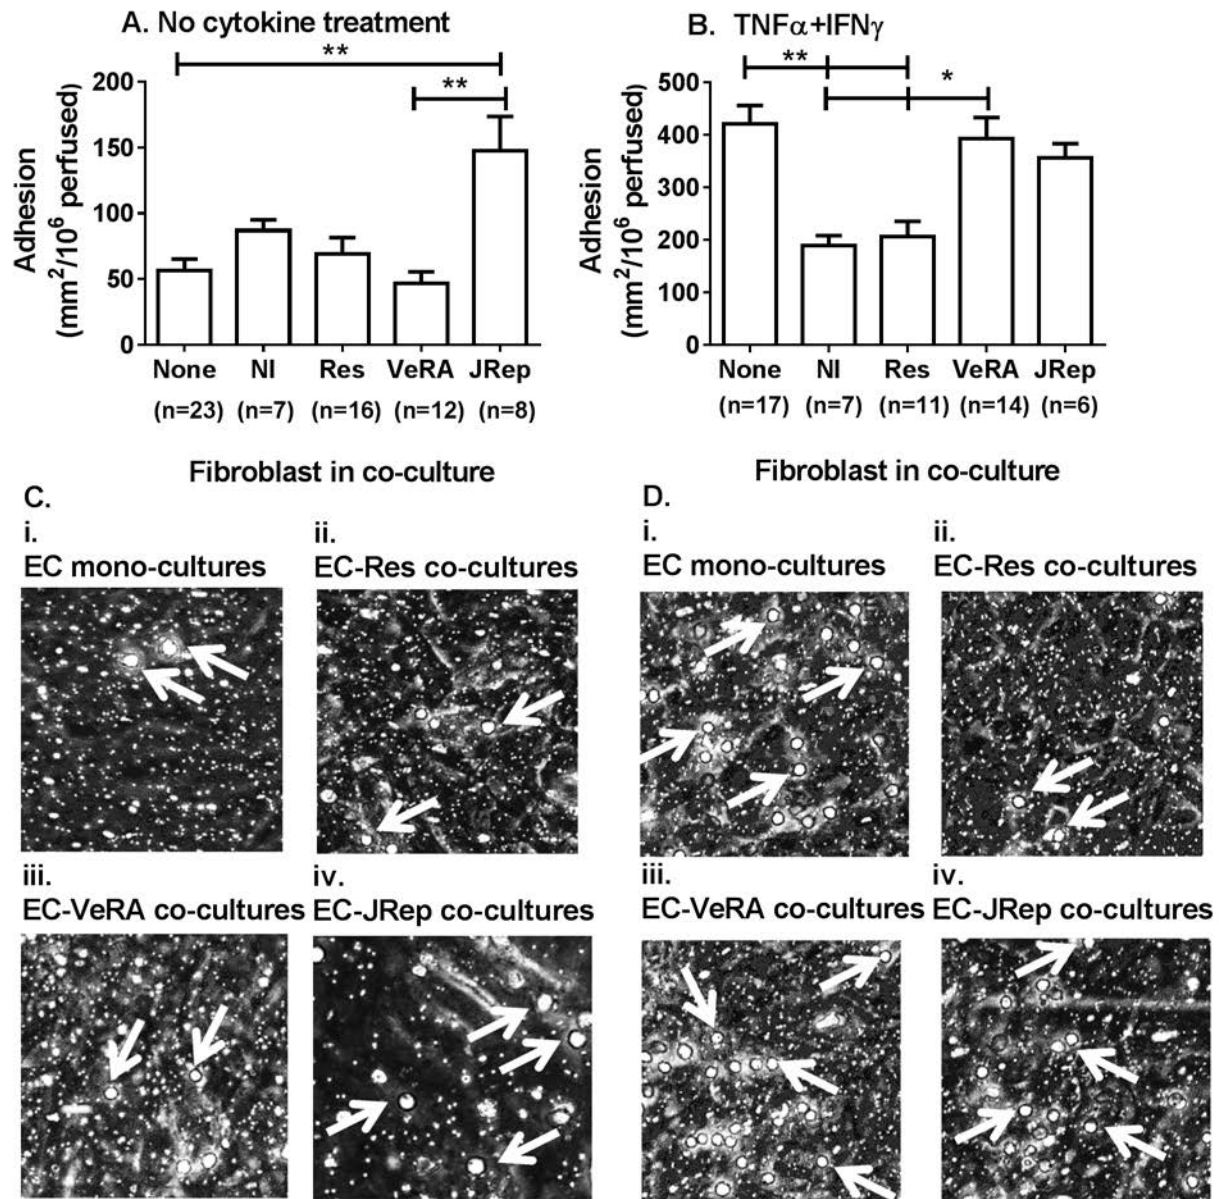 A. No cytokine treatment
**
**
200
150
100
50
0
Adhesion
(mm²/10⁶ perfused)
None NI Res VeRA JRep
(n=23) (n=7) (n=16) (n=12) (n=8)
Fibroblast in co-culture
B. TNFα+IFNγ
**
*
500
400
300
200
100
0
Adhesion
(mm²/10⁶ perfused)
None NI Res VeRA JRep
(n=17) (n=7) (n=11) (n=14) (n=6)
Fibroblast in co-culture
C.
i.
EC mono-cultures
ii.
EC-Res co-cultures
iii.
EC-VeRA co-cultures
iv.
EC-JRep co-cultures
D.
i.
EC mono-cultures
ii.
EC-Res co-cultures
iii.
EC-VeRA co-cultures
iv.
EC-JRep co-cultures